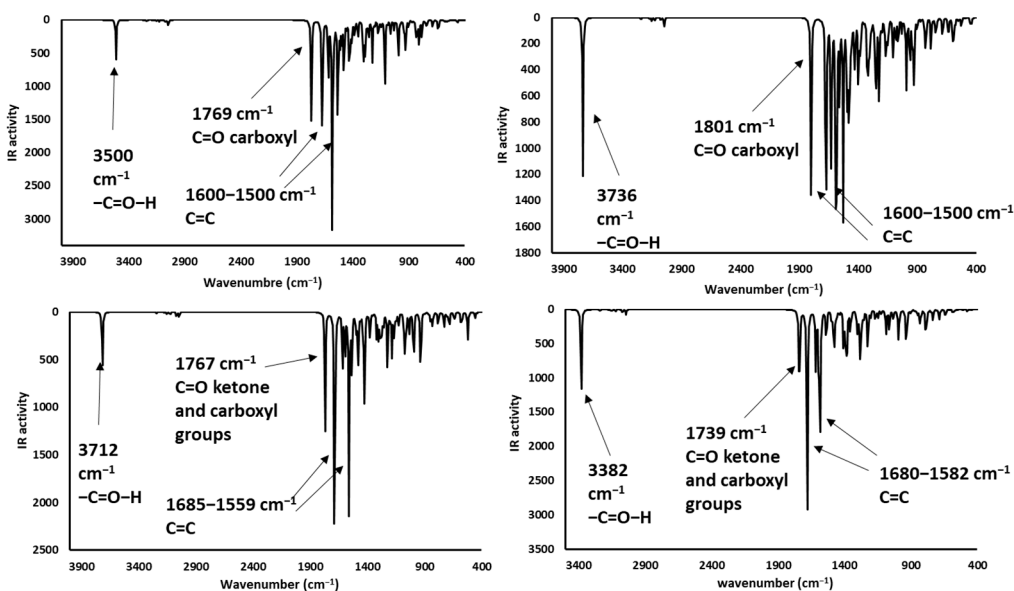 0
500
1000
1500
2000
2500
3000
IR activity
1769 cm⁻¹
C=O carboxyl
3500
cm⁻¹
−C=O−H
1600−1500 cm⁻¹
C=C
3900 3400 2900 2400 1900 1400 900 400
Wavenumbre (cm⁻¹)
0
200
400
600
800
1000
1200
1400
1600
1800
IR activity
1801 cm⁻¹
C=O carboxyl
3736
cm⁻¹
−C=O−H
1600−1500 cm⁻¹
C=C
3900 3400 2900 2400 1900 1400 900 400
Wavenumber (cm⁻¹)
0
500
1000
1500
2000
2500
IR activity
1767 cm⁻¹
C=O ketone
and carboxyl
groups
3712
cm⁻¹
−C=O−H
1685−1559 cm⁻¹
C=C
3900 3400 2900 2400 1900 1400 900 400
Wavenumber (cm⁻¹)
0
500
1000
1500
2000
2500
3000
3500
IR activity
1739 cm⁻¹
C=O ketone
and carboxyl
groups
3382
cm⁻¹
−C=O−H
1680−1582 cm⁻¹
C=C
3400 2900 2400 1900 1400 900 400
wavenumber (cm⁻¹)